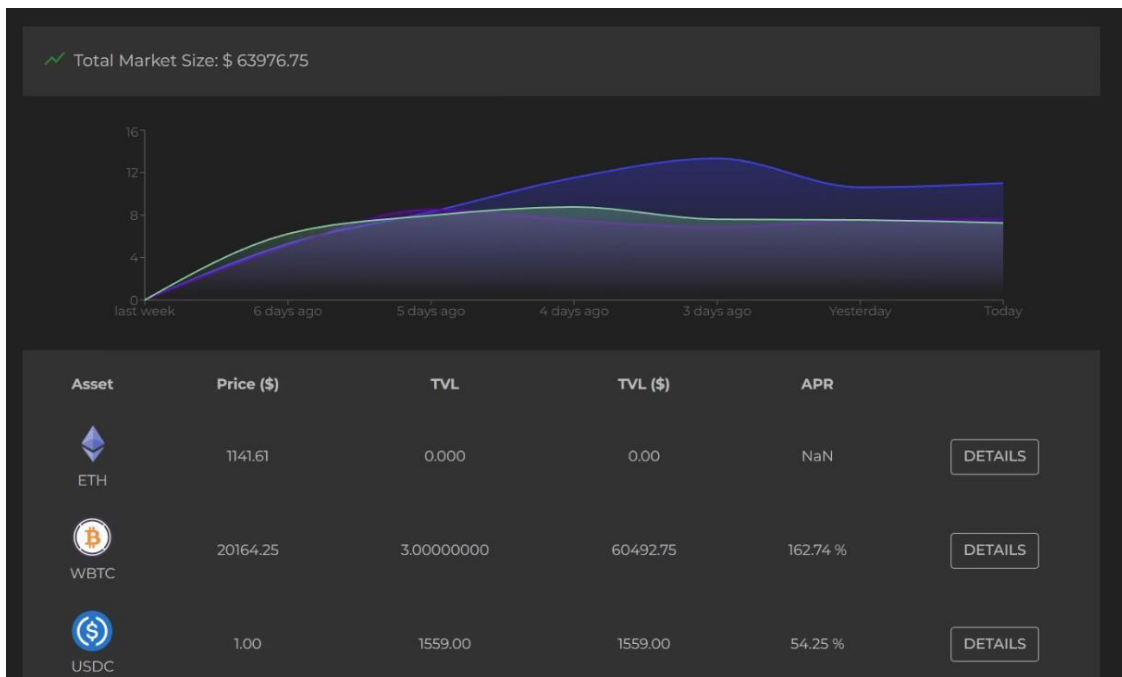 Total Market Size: $ 63976.75
16
12
8
4
0
last week 6 days ago 5 days ago 4 days ago 3 days ago Yesterday Today
Asset Price ($) TVL TVL ($) APR
ETH 1141.61 0.000 0.00 NaN DETAILS
WBTC 20164.25 3.00000000 60492.75 162.74 % DETAILS
USDC 1.00 1559.00 1559.00 54.25 % DETAILS